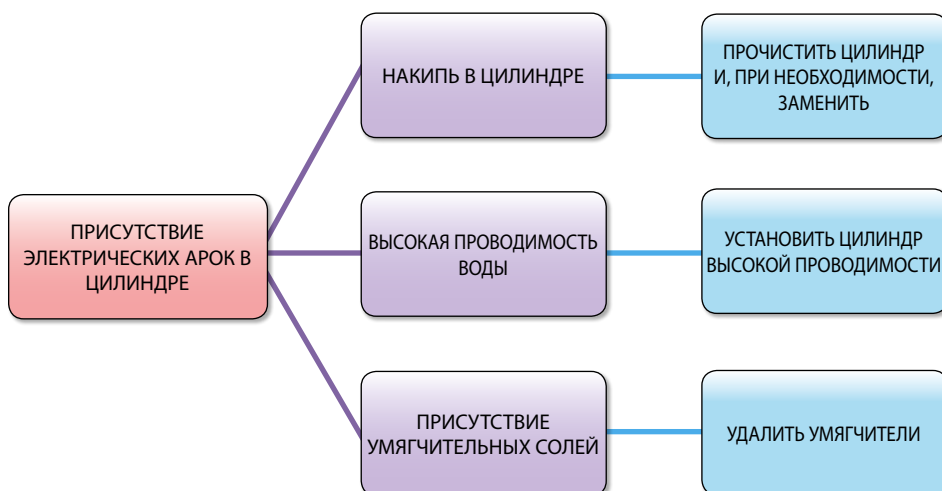 НАКИПЬ В ЦИЛИНДРЕ
ПРОЧИСТИТЬ ЦИЛИНДР
И, ПРИ НЕОБХОДИМОСТИ,
ЗАМЕНИТЬ
ПРИСУТСТВИЕ
ЭЛЕКТРИЧЕСКИХ АРОК В
ЦИЛИНДРЕ
ВЫСОКАЯ ПРОВОДИМОСТЬ
ВОДЫ
УСТАНОВИТЬ ЦИЛИНДР
ВЫСОКОЙ ПРОВОДИМОСТИ
ПРИСУТСТВИЕ
УМЯГЧИТЕЛЬНЫХ СОЛЕЙ
УДАЛИТЬ УМЯГЧИТЕЛИ